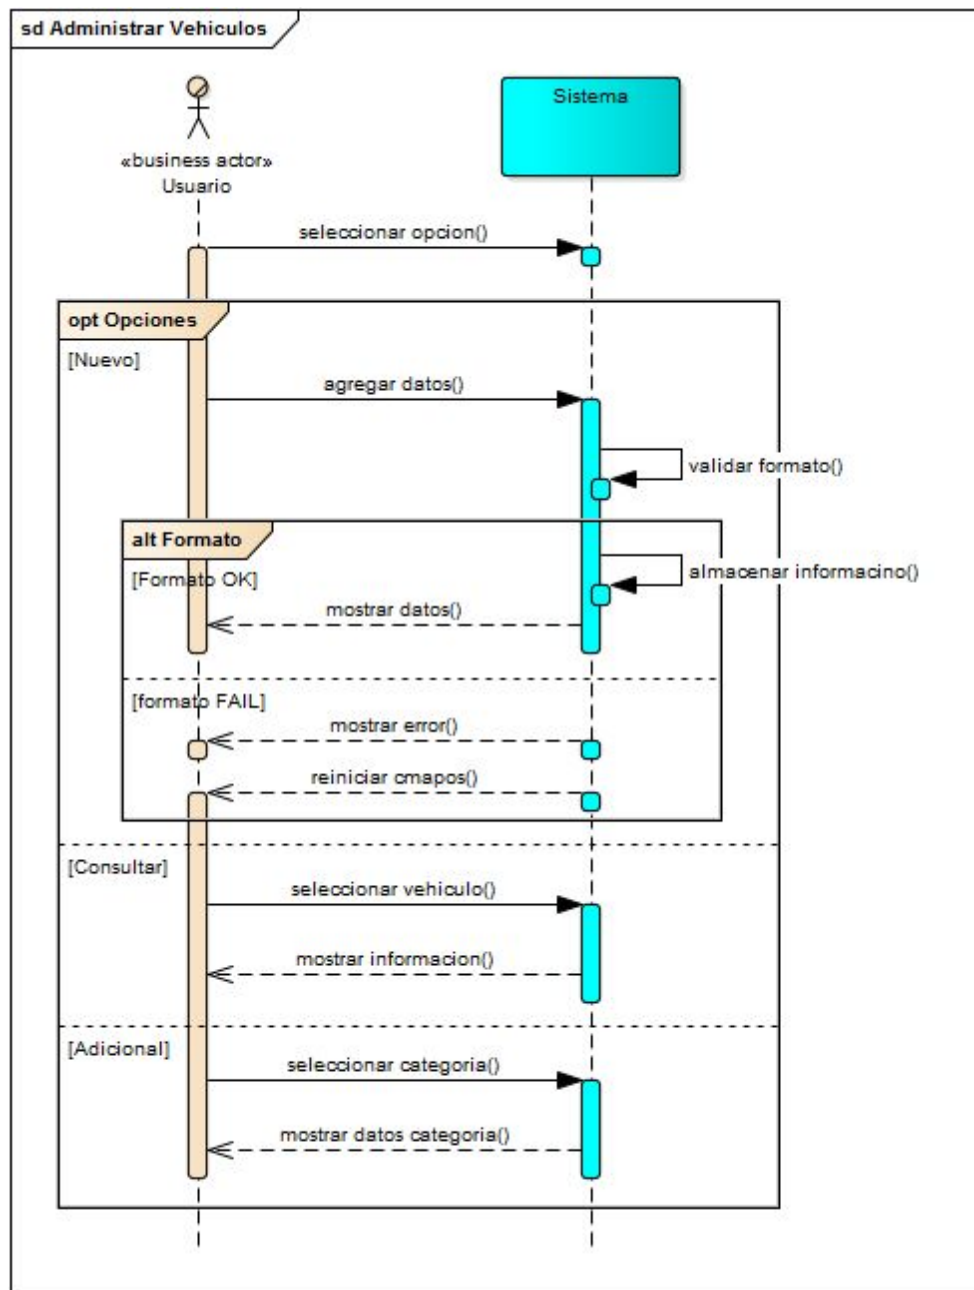 sd Administrar Vehiculos
Sistema
«business actor»
Usuario
seleccionar opcion()
opt Opciones
[Nuevo]
agregar datos()
validar formato()
alt Formato
[Formato OK]
almacenar informacino()
mostrar datos()
[formato FAIL]
mostrar error()
reiniciar cmapos()
[Consultar]
seleccionar vehiculo()
mostrar informacion()
[Adicional]
seleccionar categoria()
mostrar datos categoria()